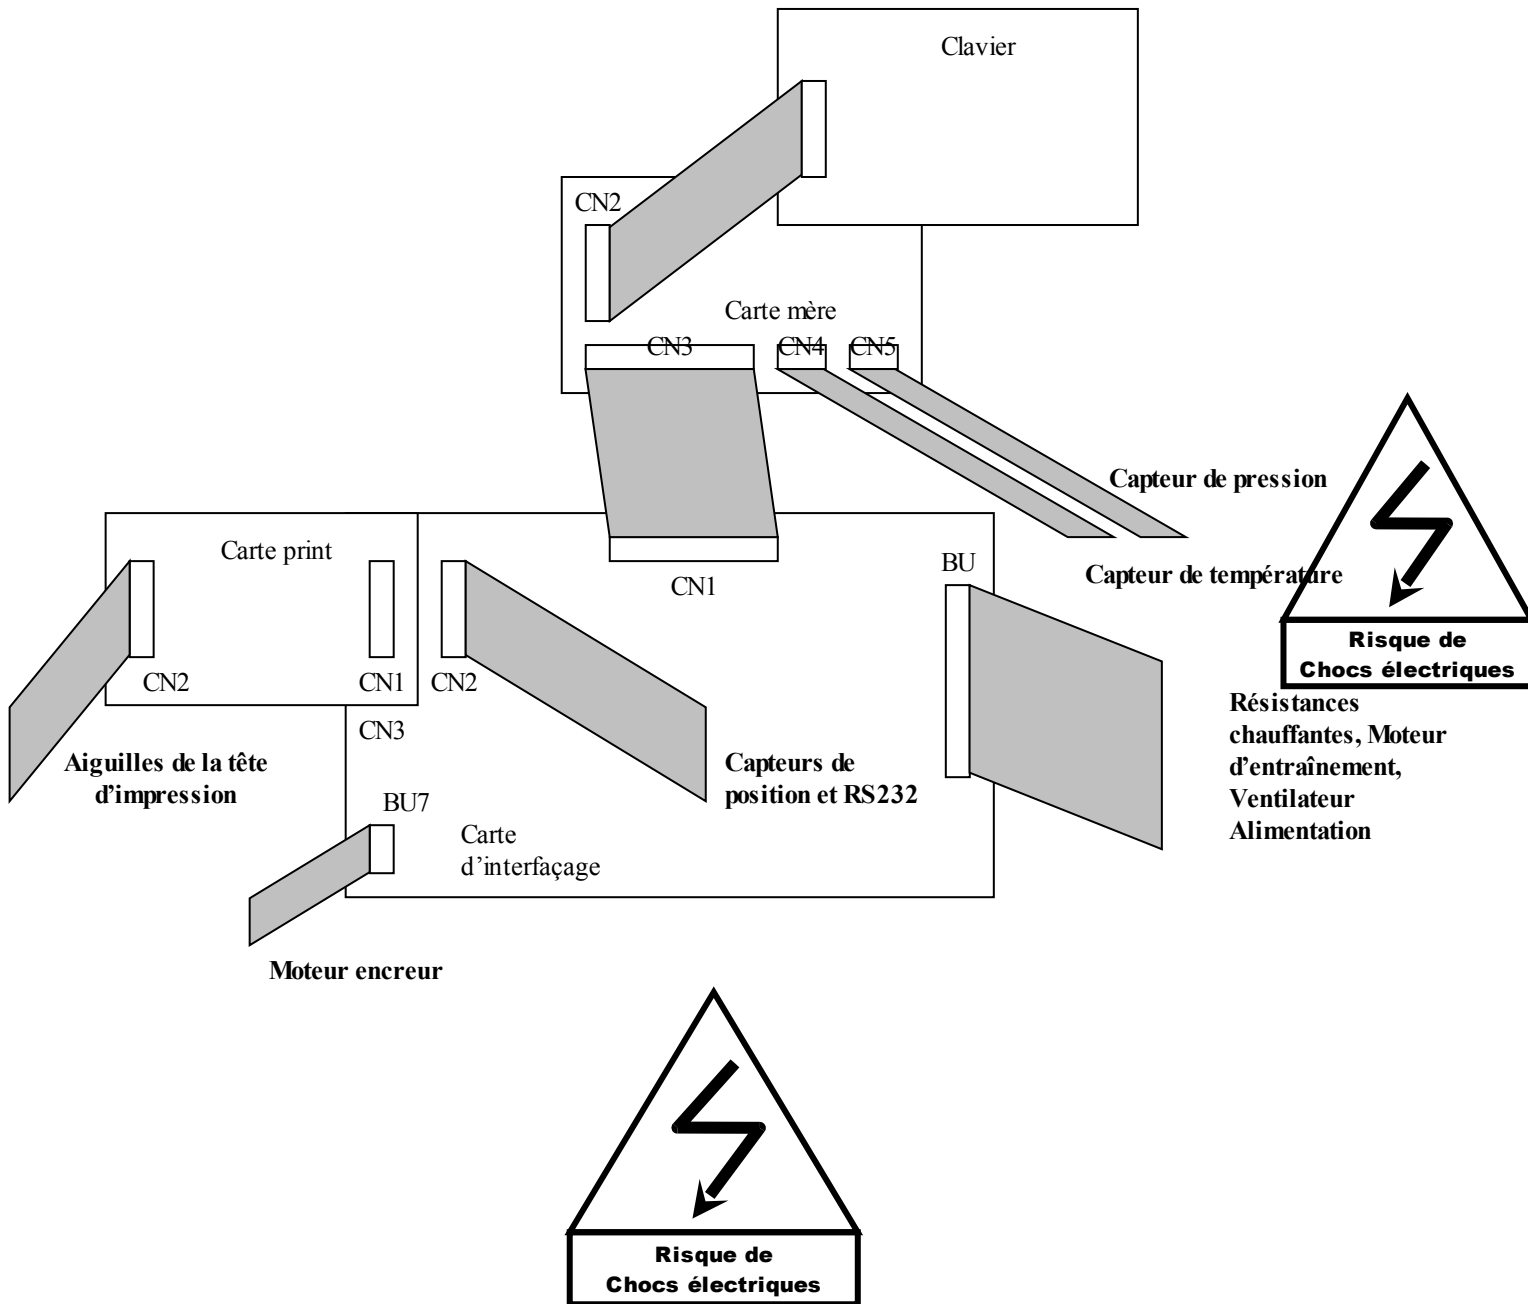 Clavier
CN2
Carte mère
CN3
CN4
CN5
Capteur de pression
Capteur de température
Carte print
CN1
BU
CN2
CN1
CN2
CN3
Aiguilles de la tête
d'impression
Capteurs de
position et RS232
BU7
Carte
d’interfaçage
Moteur encreur
Risque de
Chocs électriques
Résistances
chauffantes, Moteur
d'entraînement,
Ventilateur
Alimentation
Risque de
Chocs électriques